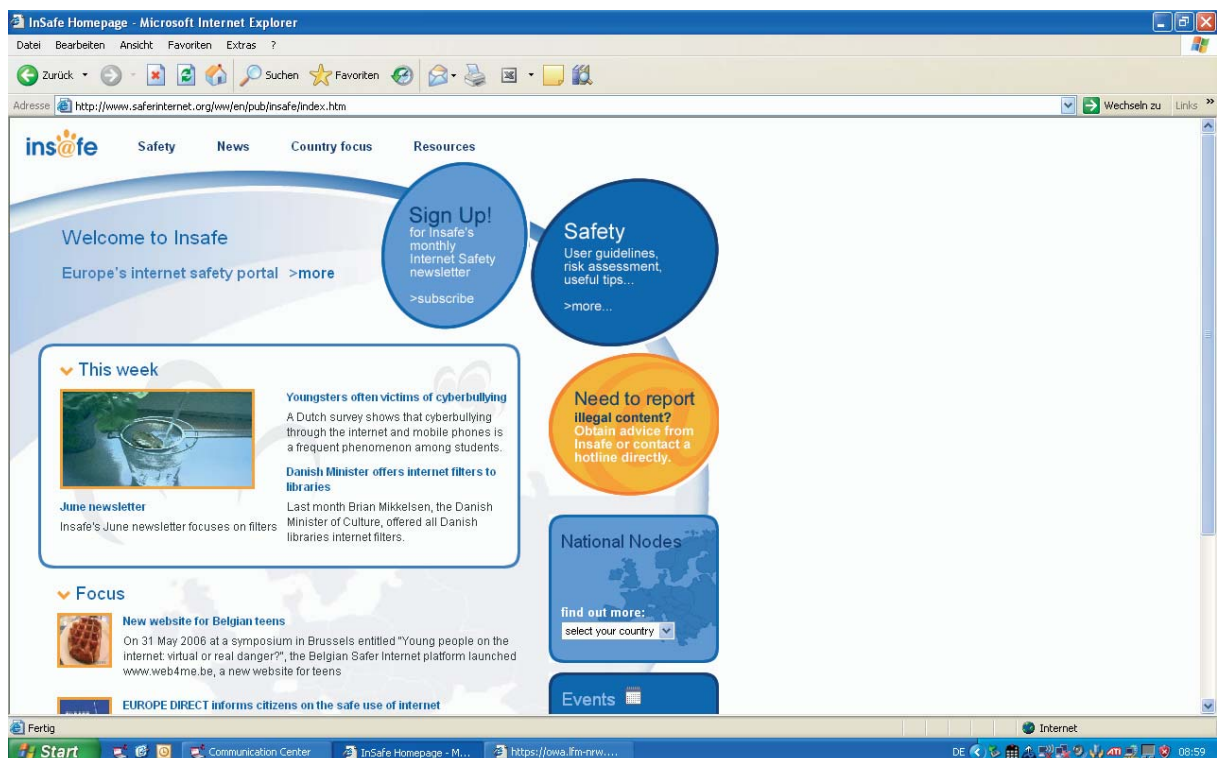 InSafe Homepage - Microsoft Internet Explorer
Datei Bearbeiten Ansicht Favoriten Extras ?
Zurück Suchen Favoriten
Adresse http://www.saferinternet.org/ww/en/pub/insafe/index.htm Wechseln zu Links »
ins@fe Safety News Country focus Resources
Welcome to Insafe
Europe's internet safety portal >more
Sign Up!
for Insafe's
monthly
Internet Safety
newsletter
>subscribe
Safety
User guidelines,
risk assessment,
useful tips...
>more...
This week
June newsletter
Insafe's June newsletter focuses on filters
Youngsters often victims of cyberbullying
A Dutch survey shows that cyberbullying
through the internet and mobile phones is
a frequent phenomenon among students.
Danish Minister offers internet filters to
libraries
Last month Brian Mikkelsen, the Danish
Minister of Culture, offered all Danish
libraries internet filters.
Need to report
illegal content?
Obtain advice from
Insafe or contact a
hotline directly.
National Nodes
find out more:
select your country
Focus
New website for Belgian teens
On 31 May 2006 at a symposium in Brussels entitled "Young people on the
internet: virtual or real danger?", the Belgian Safer Internet platform launched
www.web4me.be, a new website for teens
EUROPE DIRECT informs citizens on the safe use of internet
Events
Fertig Internet
Start Communication Center InSafe Homepage - M... https://owa.lfm-nrw.... DE 08:59